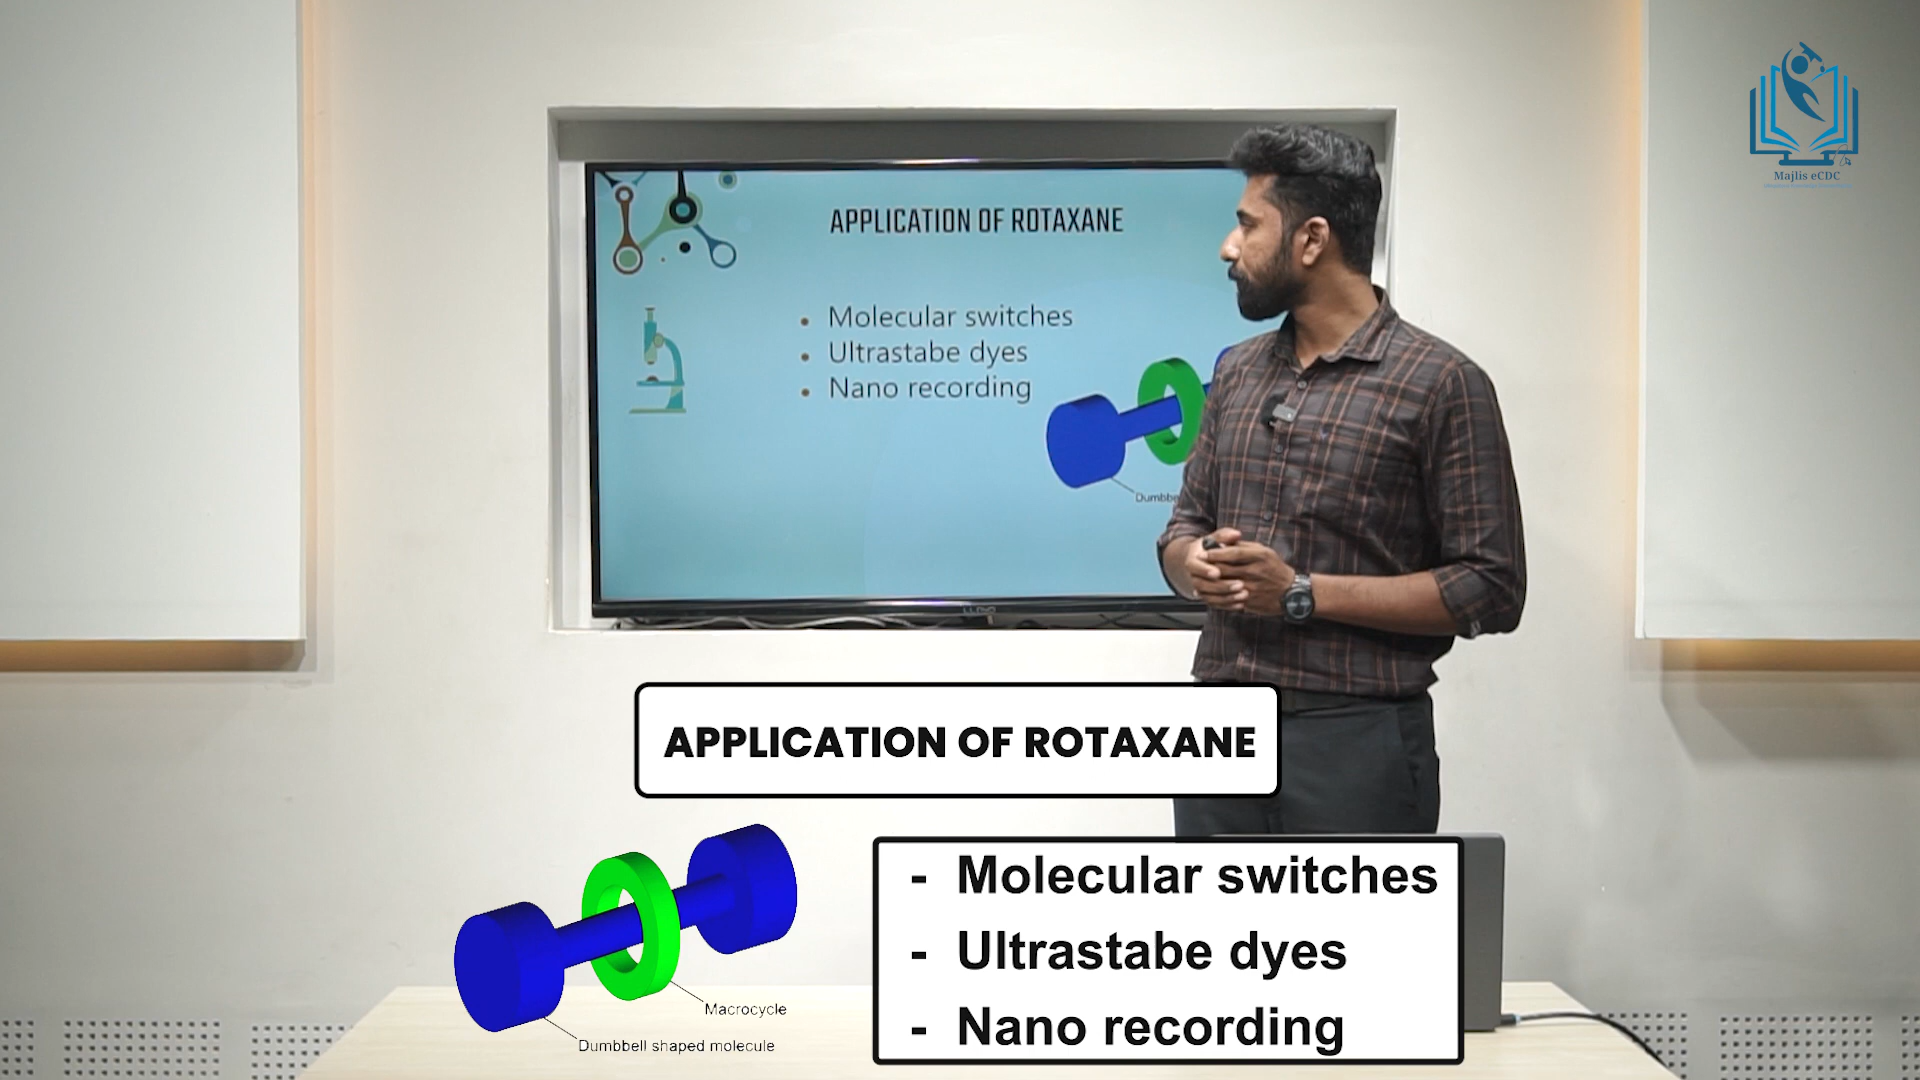 Majlis eCDC
APPLICATION OF ROTAXANE
• Molecular switches
• Ultrastabe dyes
• Nano recording
APPLICATION OF ROTAXANE
- Molecular switches
- Ultrastabe dyes
- Nano recording
Macrocycle
Dumbbell shaped molecule